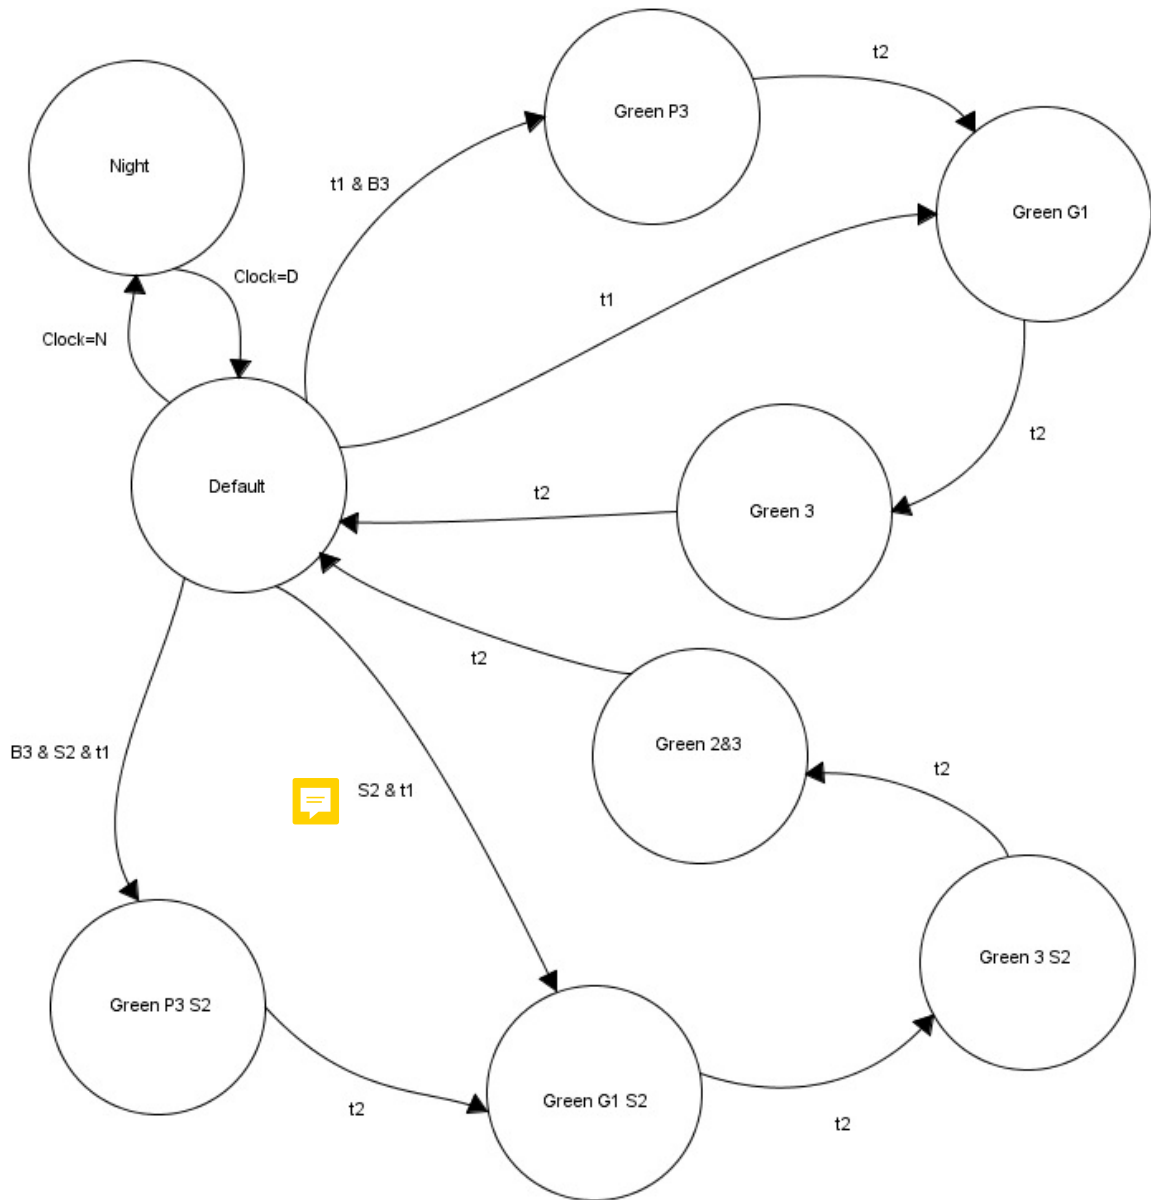 t2
Green P3
Night
t1 & B3
Green G1
Clock=D
t1
Clock=N
t2
Default
t2
Green 3
t2
Green 2&3
B3 & S2 & t1
t2
S2 & t1
Green 3 S2
Green P3 S2
Green G1 S2
t2
t2